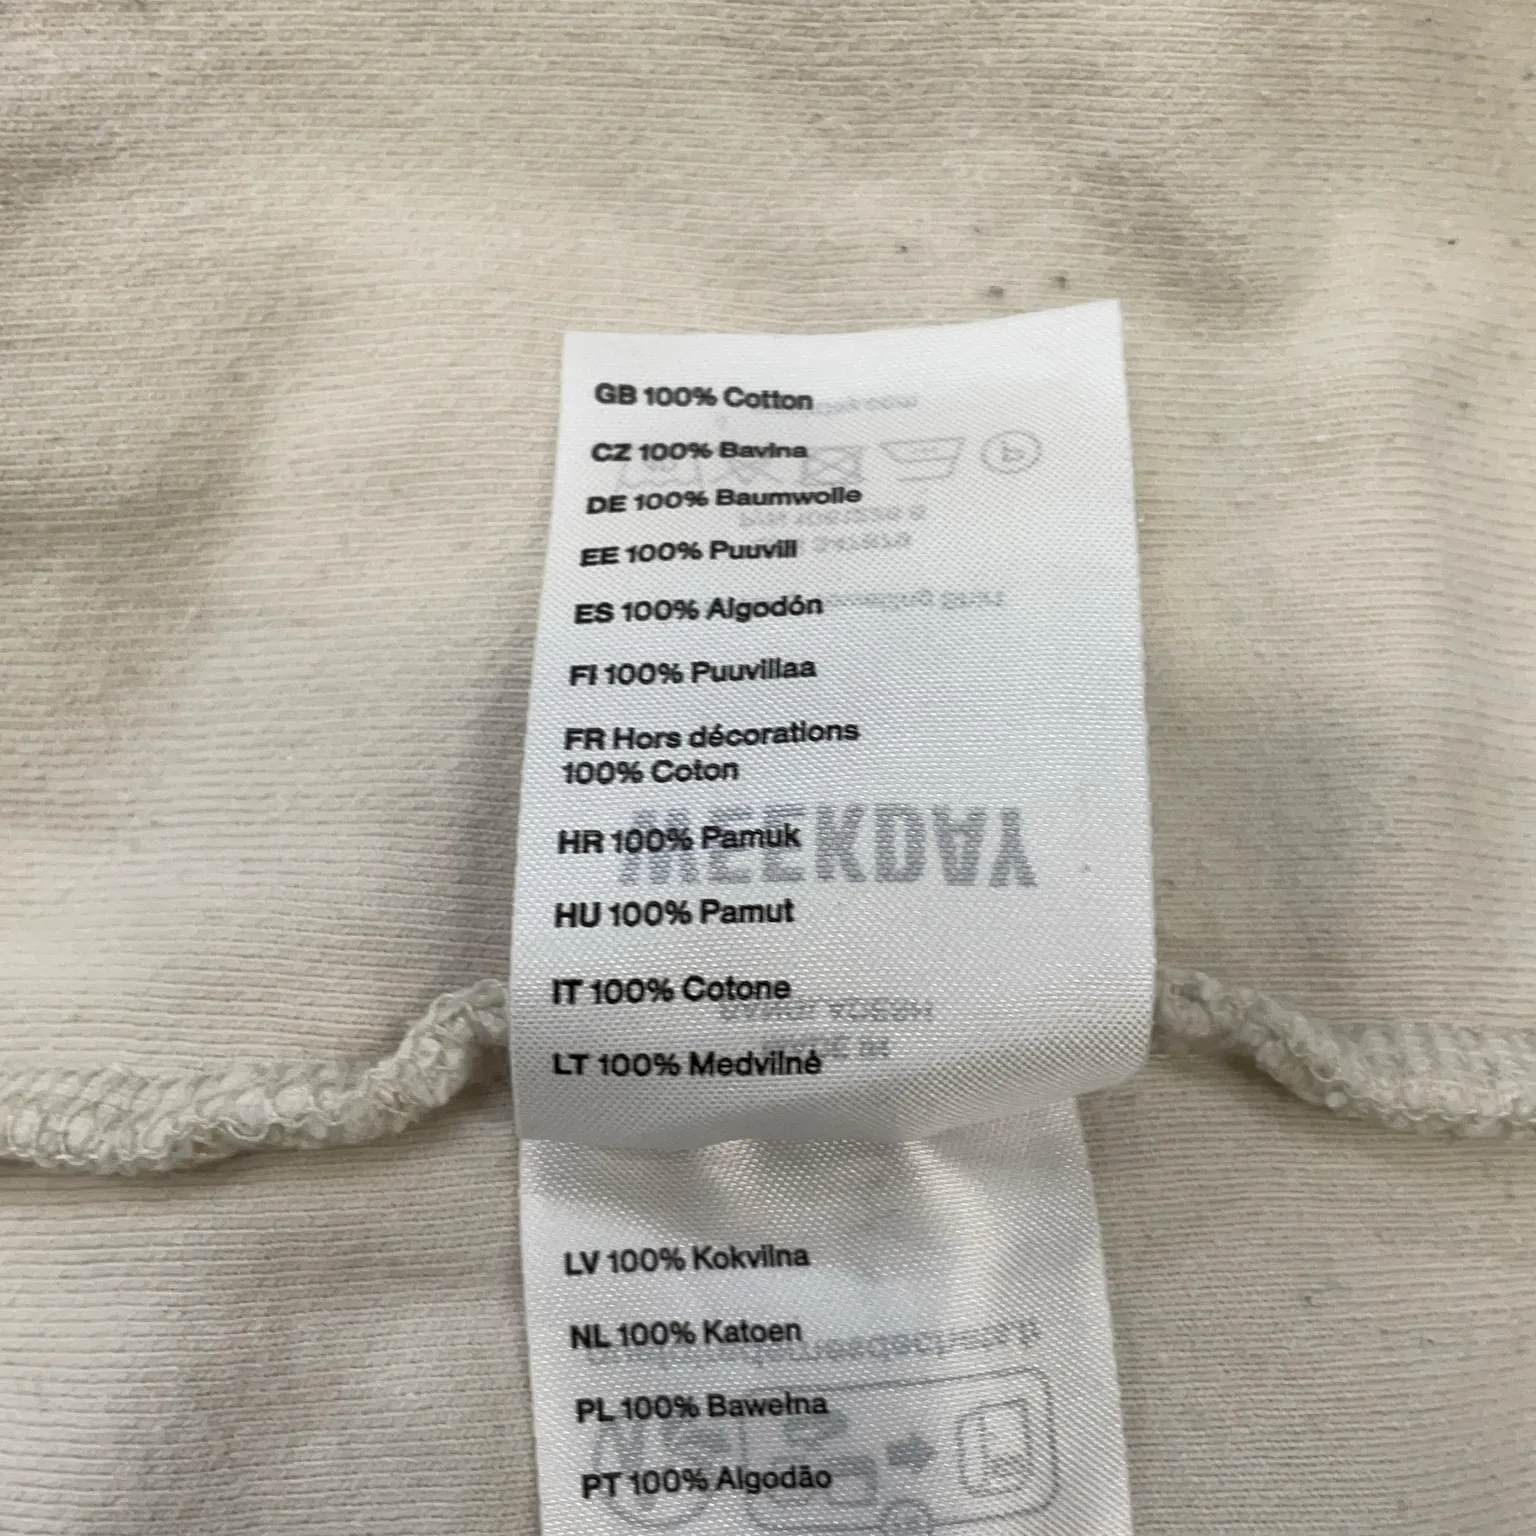 GB 100% Cotton
CZ 100% Bavlna
DE 100% Baumwolle
EE 100% Puuvill
ES 100% Algodón
FI 100% Puuvillaa
FR Hors décorations
100% Coton
HR 100% Pamuk
WEEKDAY
HU 100% Pamut
IT 100% Cotone
LT 100% Medvilnė
LV 100% Kokvilna
NL 100% Katoen
PL 100% Bawełna
PT 100% Algodão